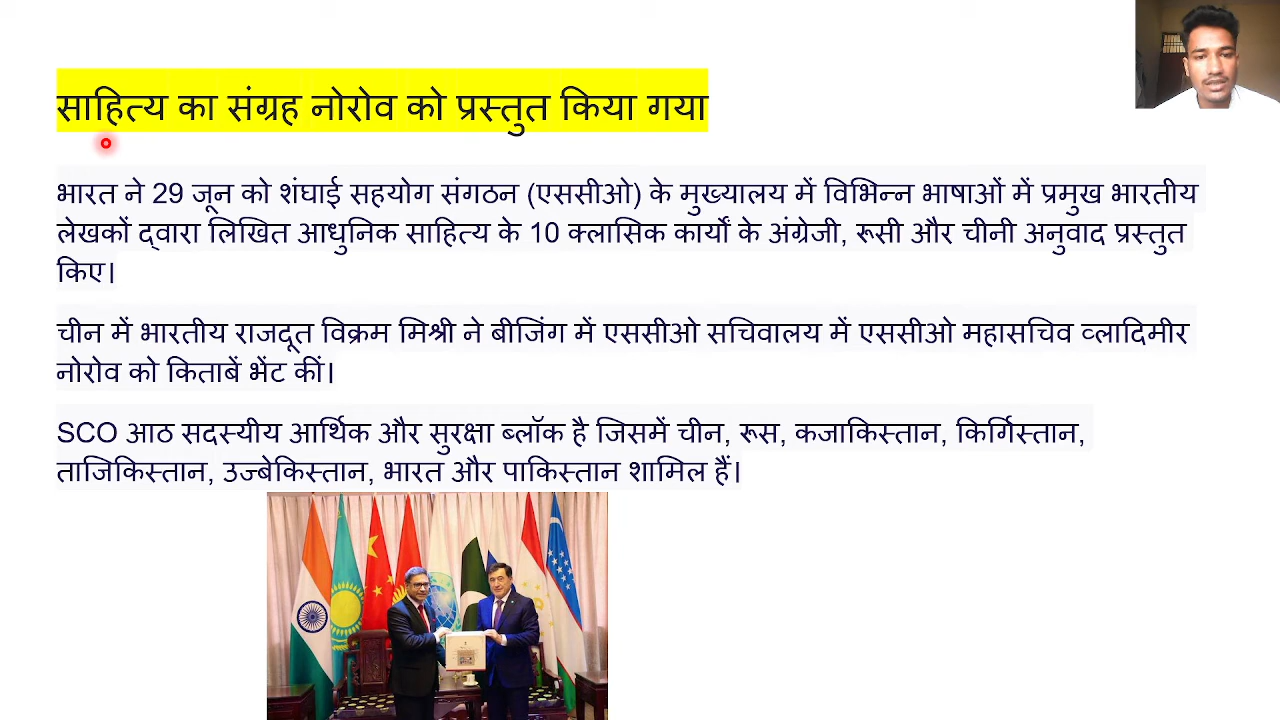 साहित्य का संग्रह नोरोव को प्रस्तुत किया गया
भारत ने 29 जून को शंघाई सहयोग संगठन (एससीओ) के मुख्यालय में विभिन्न भाषाओं में प्रमुख भारतीय
लेखकों द्वारा लिखित आधुनिक साहित्य के 10 क्लासिक कार्यों के अंग्रेजी, रूसी और चीनी अनुवाद प्रस्तुत
किए।
चीन में भारतीय राजदूत विक्रम मिश्री ने बीजिंग में एससीओ सचिवालय में एससीओ महासचिव व्लादिमीर
नोरोव को किताबें भेंट कीं।
SCO आठ सदस्यीय आर्थिक और सुरक्षा ब्लॉक है जिसमें चीन, रूस, कजाकिस्तान, किर्गिस्तान,
ताजिकिस्तान, उज्बेकिस्तान, भारत और पाकिस्तान शामिल हैं।